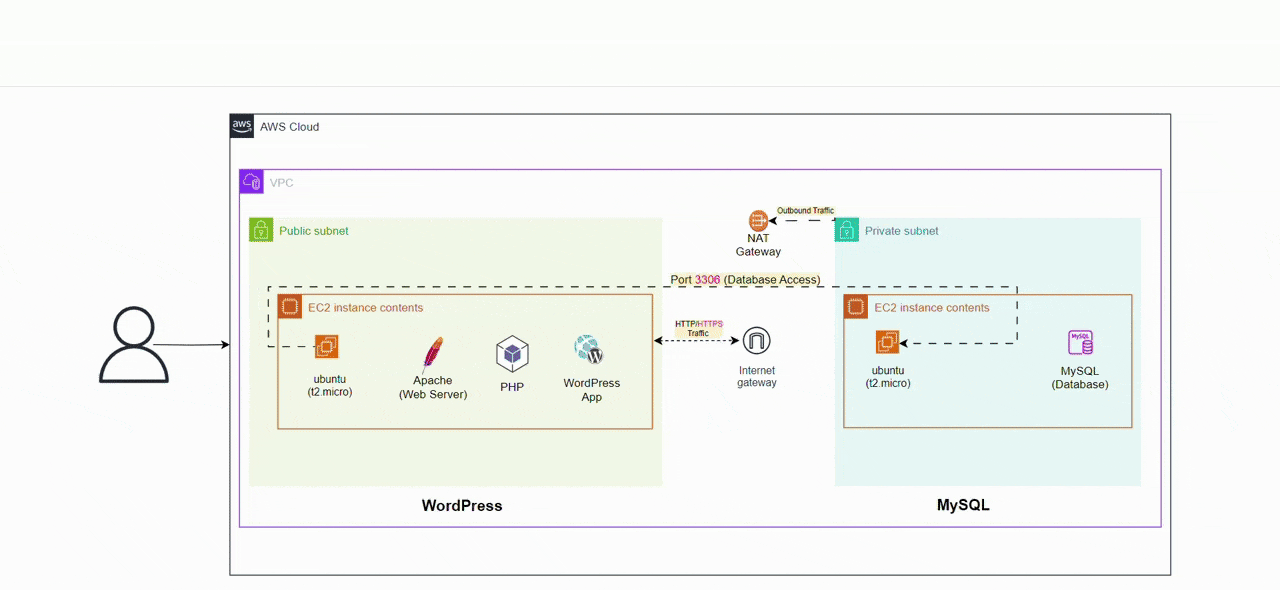 aws
AWS Cloud
VPC
Public subnet
Outbound Traffic
NAT
Gateway
Private subnet
Port 3306 (Database Access)
EC2 instance contents
HTTP/HTTPS
Traffic
EC2 instance contents
ubuntu
(t2.micro)
Apache
(Web Server)
PHP
WordPress
App
Internet
gateway
ubuntu
(t2.micro)
MySQL
MySQL
(Database)
WordPress
MySQL